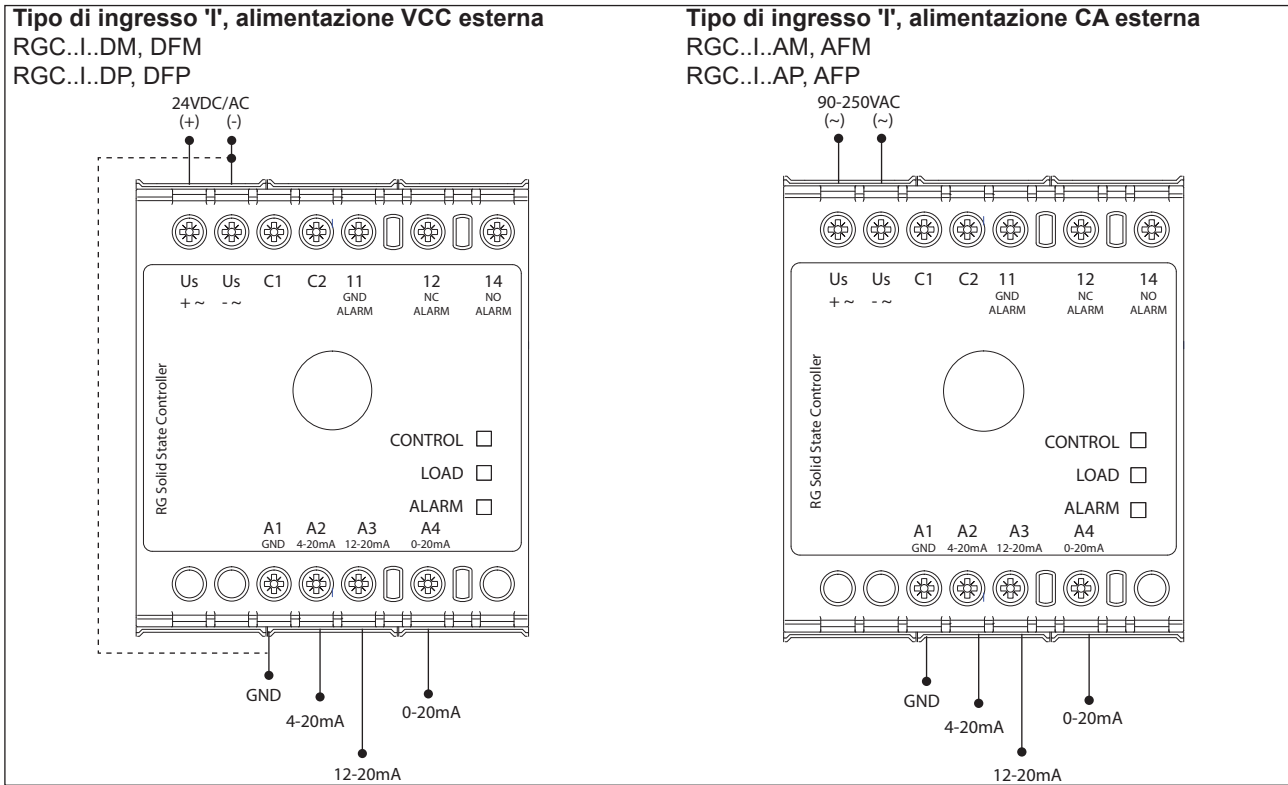 Tipo di ingresso 'I', alimentazione VCC esterna
RGC..I..DM, DFM
RGC..I..DP, DFP
24VDC/AC
(+) (-)
Us Us C1 C2 11 12 14
+ ~ - ~ GND NC NO
ALARM ALARM ALARM
RG Solid State Controller
CONTROL
LOAD
ALARM
A1 A2 A3 A4
GND 4-20mA 12-20mA 0-20mA
GND
4-20mA
0-20mA
12-20mA
Tipo di ingresso 'I', alimentazione CA esterna
RGC..I..AM, AFM
RGC..I..AP, AFP
90-250VAC
(~) (~)
Us Us C1 C2 11 12 14
+ ~ - ~ GND NC NO
ALARM ALARM ALARM
RG Solid State Controller
CONTROL
LOAD
ALARM
A1 A2 A3 A4
GND 4-20mA 12-20mA 0-20mA
GND
4-20mA
0-20mA
12-20mA